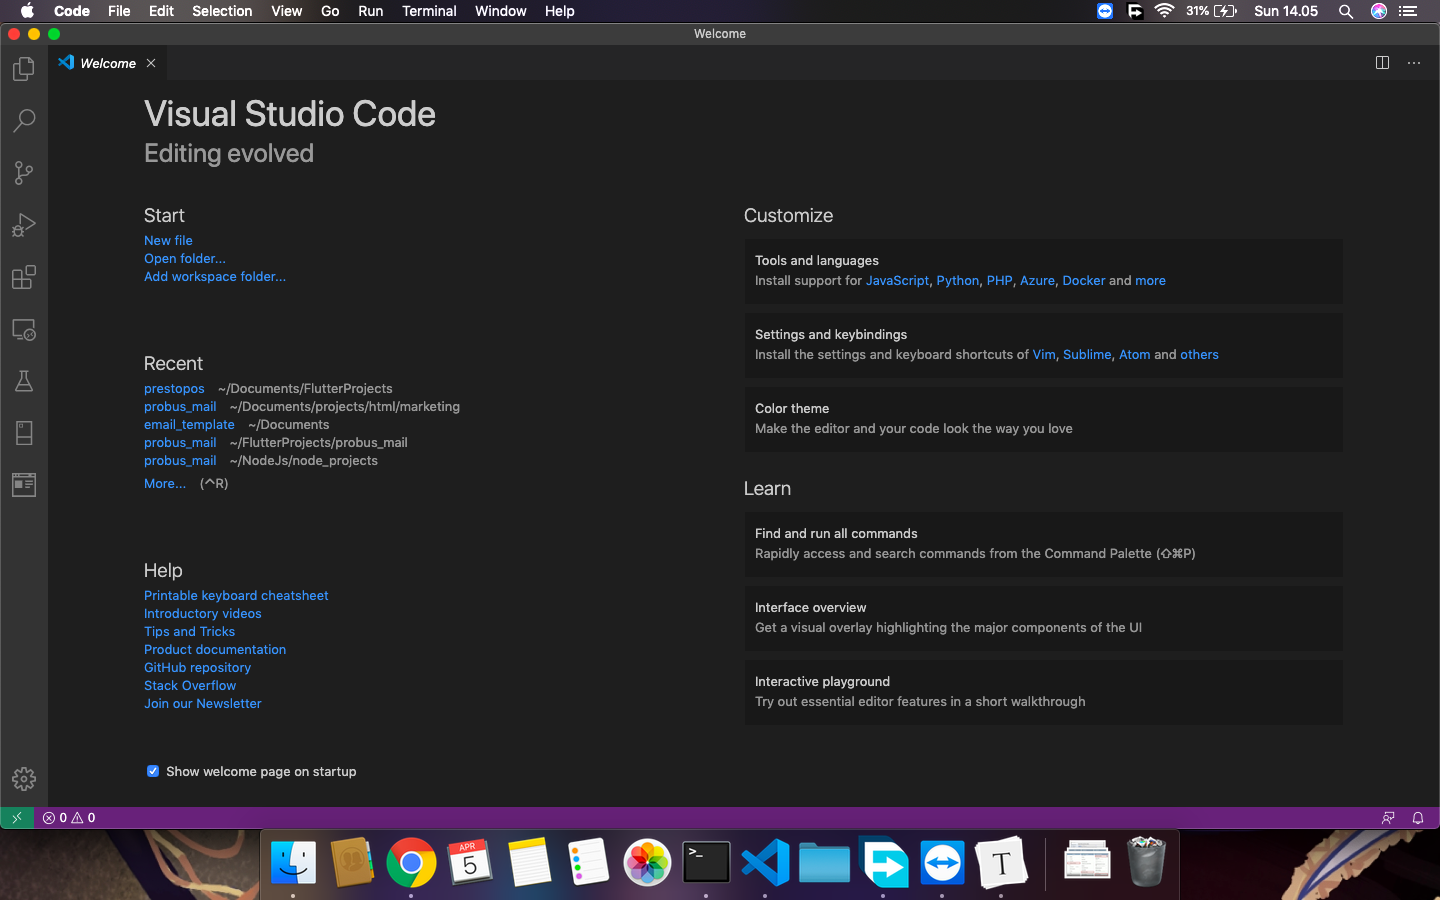 Code File Edit Selection View Go Run Terminal Window Help 31% Sun 14.05
Welcome
Welcome
Visual Studio Code
Editing evolved
Start
New file
Open folder...
Add workspace folder...
Recent
prestopos ~/Documents/FlutterProjects
probus_mail ~/Documents/projects/html/marketing
email_template ~/Documents
probus_mail ~/FlutterProjects/probus_mail
probus_mail ~/NodeJs/node_projects
More... (^R)
Help
Printable keyboard cheatsheet
Introductory videos
Tips and Tricks
Product documentation
GitHub repository
Stack Overflow
Join our Newsletter
Show welcome page on startup
Customize
Tools and languages
Install support for JavaScript, Python, PHP, Azure, Docker and more
Settings and keybindings
Install the settings and keyboard shortcuts of Vim, Sublime, Atom and others
Color theme
Make the editor and your code look the way you love
Learn
Find and run all commands
Rapidly access and search commands from the Command Palette (⇧⌘P)
Interface overview
Get a visual overlay highlighting the major components of the UI
Interactive playground
Try out essential editor features in a short walkthrough
0 0
APR
5
>_
T